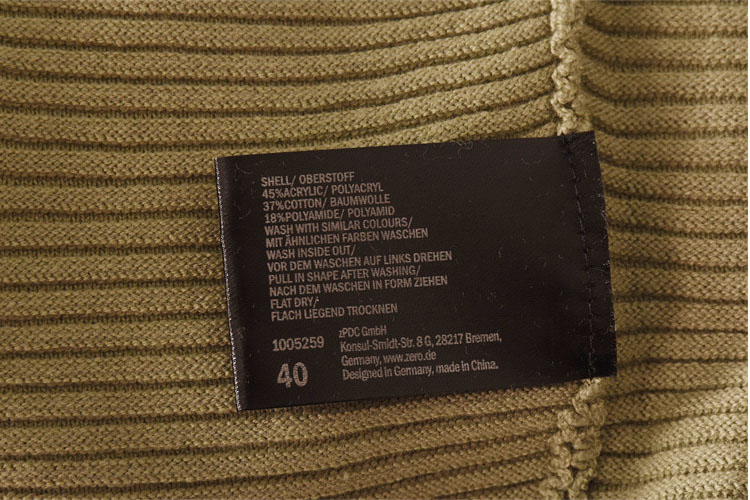 SHELL/ OBERSTOFF
45%ACRYLIC/ POLYACRYL
37%COTTON/ BAUMWOLLE
18%POLYAMIDE/ POLYAMID
WASH WITH SIMILAR COLOURS/
MIT ÄHNLICHEN FARBEN WASCHEN
WASH INSIDE OUT/
VOR DEM WASCHEN AUF LINKS DREHEN
PULL IN SHAPE AFTER WASHING/
NACH DEM WASCHEN IN FORM ZIEHEN
FLAT DRY/
FLACH LIEGEND TROCKNEN
1005259
40
zPDC GmbH
Konsul-Smidt-Str. 8 G, 28217 Bremen,
Germany, www.zero.de
Designed in Germany, made in China.